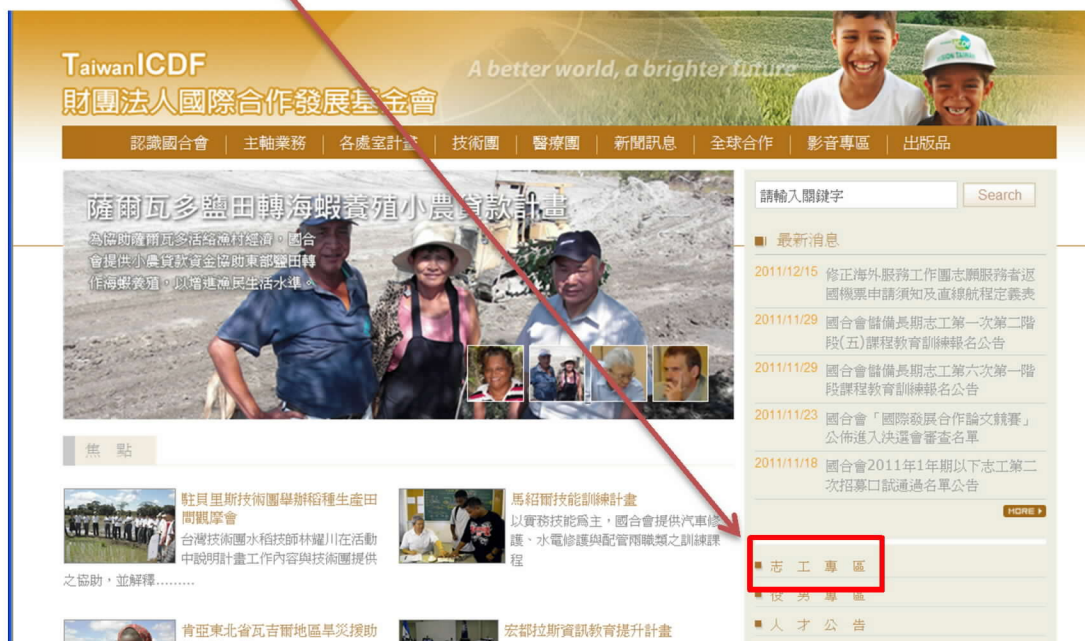 TaiwanICDF
A better world, a brighter future
財團法人國際合作發展基金會
認識國合會 | 主軸業務 | 各處室計畫 | 技術團 | 醫療團 | 新聞訊息 | 全球合作 | 影音專區 | 出版品
薩爾瓦多鹽田轉海蝦養殖小農貸款計畫
為協助薩爾瓦多活絡漁村經濟，國合
會提供小農貸款資金協助東部鹽田轉
作海蝦養殖，以增進漁民生活水準。
請輸入關鍵字 Search
最新消息
2011/12/15 修正海外服務工作團志願服務者返
國機票申請須知及直線航程定義表
2011/11/29 國合會儲備長期志工第一次第二階
段(五)課程教育訓練報名公告
2011/11/29 國合會儲備長期志工第六次第一階
段課程教育訓練報名公告
2011/11/23 國合會「國際發展合作論文競賽」
公佈進入決選會審查名單
2011/11/18 國合會2011年1年期以下志工第二
次招募口試通過名單公告
MORE
焦 點
駐貝里斯技術團舉辦稻種生產田
間觀摩會
台灣技術團水稻技師林耀川在活動
中說明計畫工作內容與技術團提供
之協助，並解釋………
馬紹爾技能訓練計畫
以實務技能為主，國合會提供汽車修
護、水電修護與配管兩職類之訓練課
程
志 工 專 區
役 男 專 區
人 才 公 告
肯亞東北省瓦吉爾地區旱災援助
宏都拉斯資訊教育提升計畫